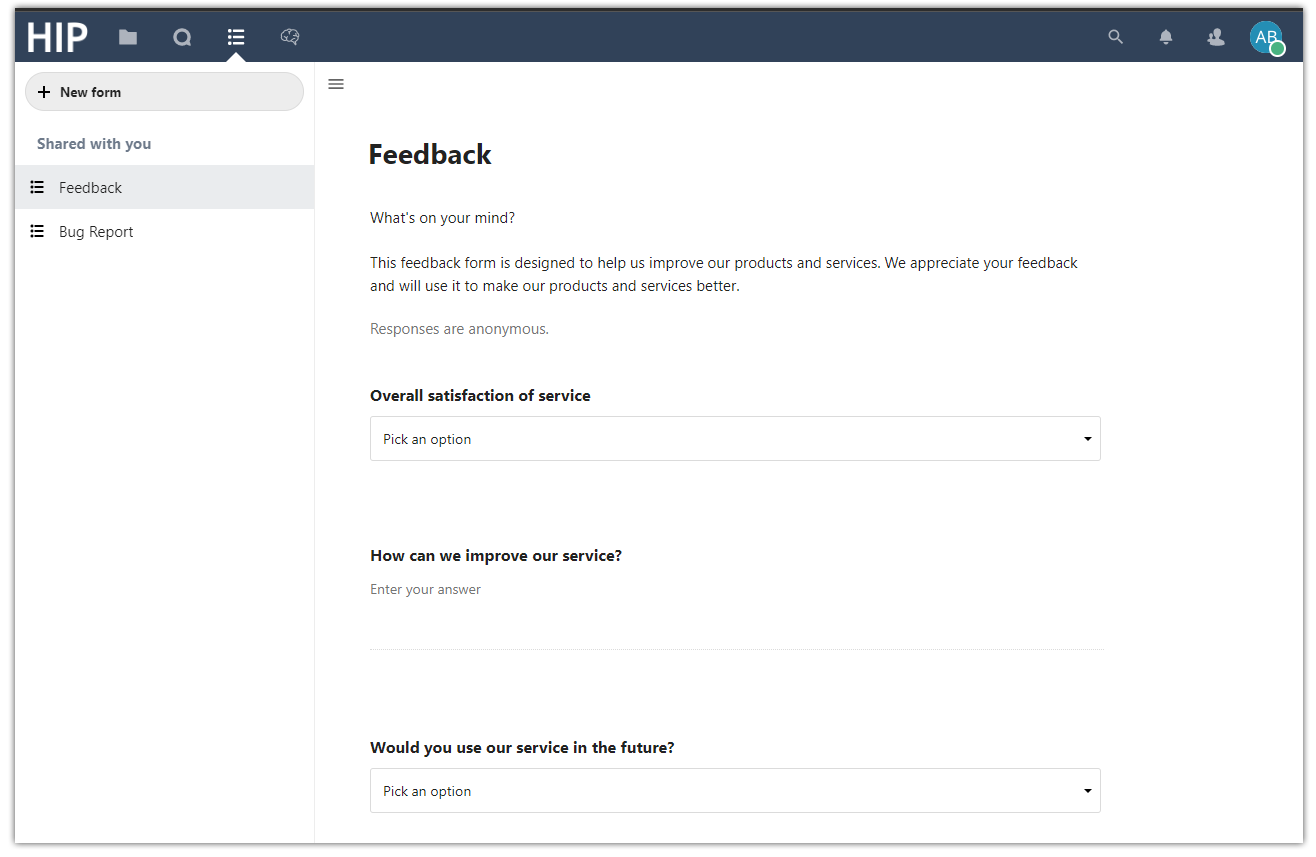 HIP
AB
New form
Shared with you
Feedback
Bug Report
Feedback
What's on your mind?
This feedback form is designed to help us improve our products and services. We appreciate your feedback
and will use it to make our products and services better.
Responses are anonymous.
Overall satisfaction of service
Pick an option
How can we improve our service?
Enter your answer
Would you use our service in the future?
Pick an option